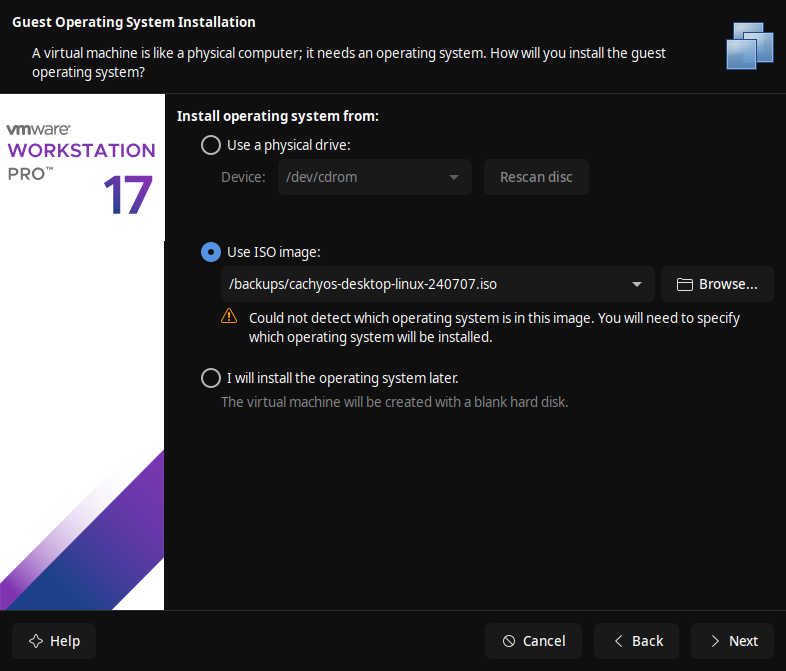 Guest Operating System Installation
A virtual machine is like a physical computer; it needs an operating system. How will you install the guest
operating system?
vmware®
WORKSTATION
PRO™
17
Install operating system from:
Use a physical drive:
Device:
/dev/cdrom
Rescan disc
Use ISO image:
/backups/cachyos-desktop-linux-240707.iso
Browse...
Could not detect which operating system is in this image. You will need to specify
which operating system will be installed.
I will install the operating system later.
The virtual machine will be created with a blank hard disk.
Help
Cancel
Back
Next